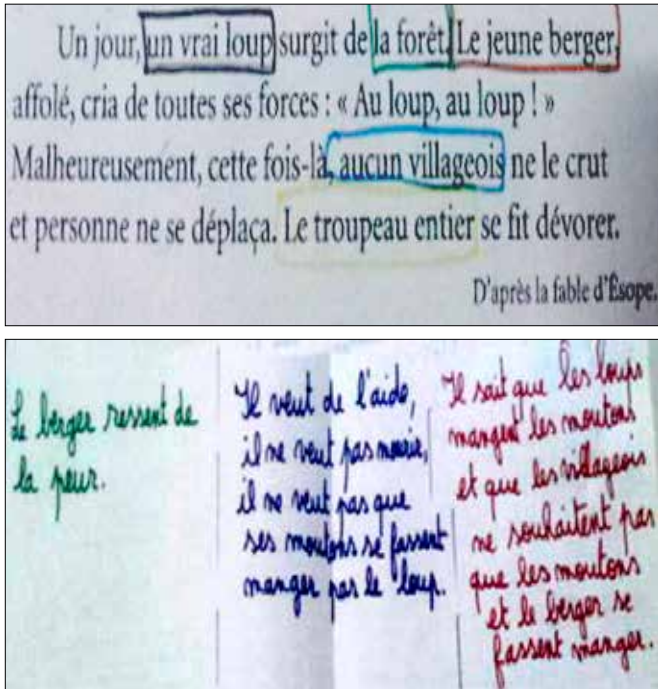 Un jour, un vrai loup surgit de la forêt. Le jeune berger,
affolé, cria de toutes ses forces : « Au loup, au loup ! »
Malheureusement, cette fois-là, aucun villageois ne le crut
et personne ne se déplaça. Le troupeau entier se fit dévorer.
D'après la fable d'Ésope.
Le berger ressent de
la peur.
Il veut de l'aide,
il ne veut pas mourir,
il ne veut pas que
ses moutons se fassent
manger par le loup.
Il sait que les loups
mangent les moutons
et que les villageois
ne souhaitent pas
que les moutons
et le berger se
fassent manger.